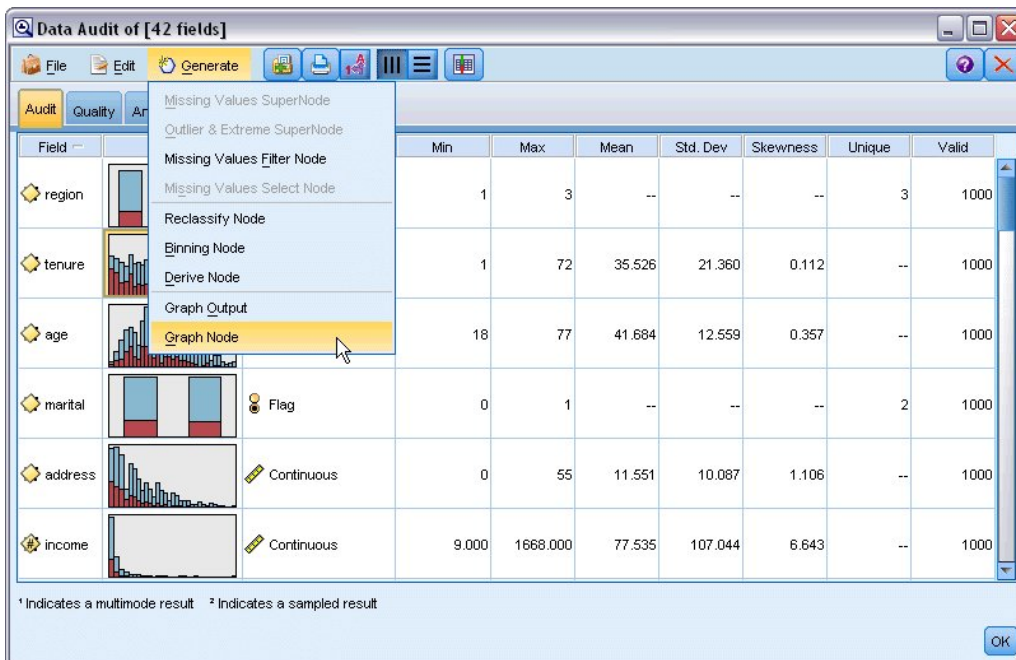 Data Audit of [42 fields]
File Edit Generate
Audit Quality An
Missing Values SuperNode
Outlier & Extreme SuperNode
Missing Values Filter Node
Missing Values Select Node
Reclassify Node
Binning Node
Derive Node
Graph Output
Graph Node
Field Min Max Mean Std. Dev Skewness Unique Valid
region 1 3 -- -- -- 3 1000
tenure 1 72 35.526 21.360 0.112 -- 1000
age 18 77 41.684 12.559 0.357 -- 1000
marital Flag 0 1 -- -- -- 2 1000
address Continuous 0 55 11.551 10.087 1.106 -- 1000
income Continuous 9.000 1668.000 77.535 107.044 6.643 -- 1000
¹ Indicates a multimode result ² Indicates a sampled result
OK